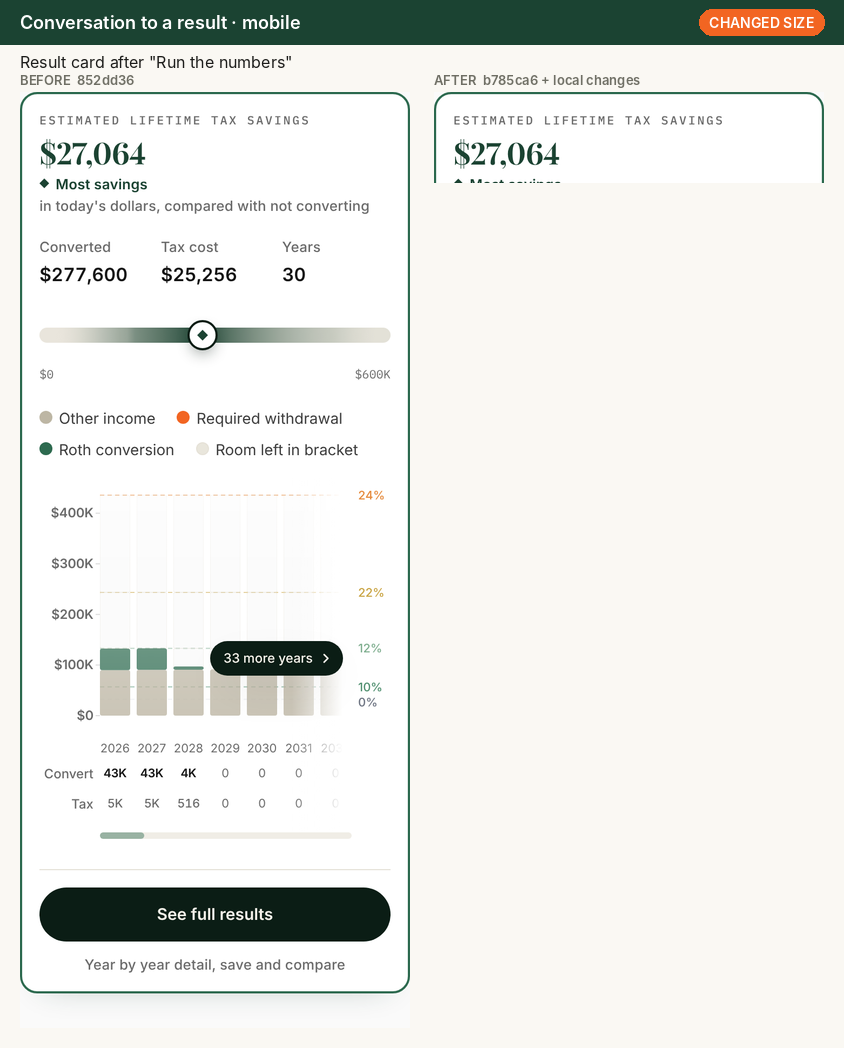 Conversation to a result · mobile
CHANGED SIZE
Result card after "Run the numbers"
BEFORE 852dd36
AFTER b785ca6 + local changes
ESTIMATED LIFETIME TAX SAVINGS
$27,064
Most savings
in today's dollars, compared with not converting
Converted Tax cost Years
$277,600 $25,256 30
$0 $600K
Other income Required withdrawal
Roth conversion Room left in bracket
24%
$400K
$300K
22%
$200K
12%
33 more years
$100K
10%
0%
$0
2026 2027 2028 2029 2030 2031
Convert 43K 43K 4K 0 0 0 0
Tax 5K 5K 516 0 0 0 0
See full results
Year by year detail, save and compare
ESTIMATED LIFETIME TAX SAVINGS
$27,064
Most savings